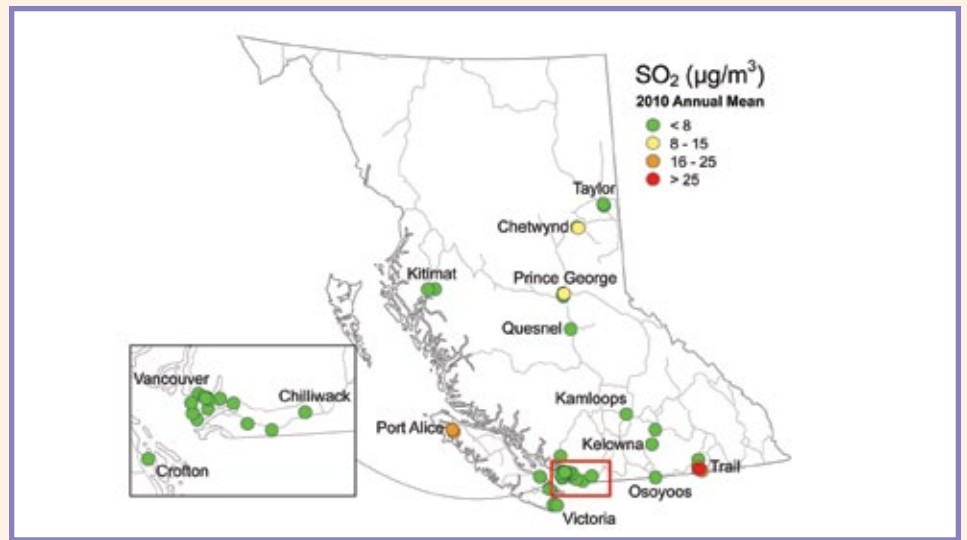 SO₂ (µg/m³)
2010 Annual Mean
< 8
8 - 15
16 - 25
> 25
Taylor
Chetwynd
Kitimat
Prince George
Quesnel
Vancouver
Chilliwack
Crofton
Kamloops
Port Alice
Kelowna
Trail
Osoyoos
Victoria